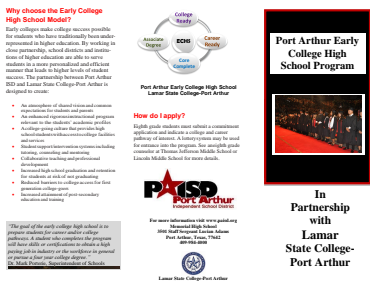 Why choose the Early College
High School Model?
Early colleges make college success possible
for students who have traditionally been under-
represented in higher education. By working in
close partnership, school districts and institu-
tions of higher education are able to serve
students in a more personalized and efficient
manner that leads to higher levels of student
success. The partnership between Port Arthur
ISD and Lamar State College-Port Arthur is
designed to create:
• An atmosphere of shared vision and common
expectation for students and parents
• An enhanced rigorous instructional program
relevant to the students' academic profiles
• A college-going culture that provides high
school students with access to college facilities
and services
• Student support/intervention systems including
tutoring, counseling and mentoring
• Collaborative teaching and professional
development
• Increased high school graduation and retention
for students at risk of not graduating
• Reduced barriers to college access for first
generation college-goers
• Increased attainment of post-secondary
education and training
"The goal of the early college high school is to
prepare students for career and/or college
pathways. A student who completes the program
will have skills or certifications to obtain a high
paying job in industry or the workforce in general
or pursue a four year college degree."
Dr. Mark Porterie, Superintendent of Schools
College
Ready
Associate
Degree
ECHS
Career
Ready
Core
Complete
Port Arthur Early College High School
Lamar State College-Port Arthur
How do I apply?
Eighth grade students must submit a commitment
application and indicate a college and career
pathway of interest. A lottery system may be used
for entrance into the program. See an eighth grade
counselor at Thomas Jefferson Middle School or
Lincoln Middle School for more details.
PAISD
Port Arthur
Independent School District
For more information visit www.paisd.org
Memorial High School
3501 Staff Sergeant Lucian Adams
Port Arthur, Texas, 77642
409-984-4000
Lamar State College-Port Arthur
Port Arthur Early
College High
School Program
In
Partnership
with
Lamar
State College-
Port Arthur